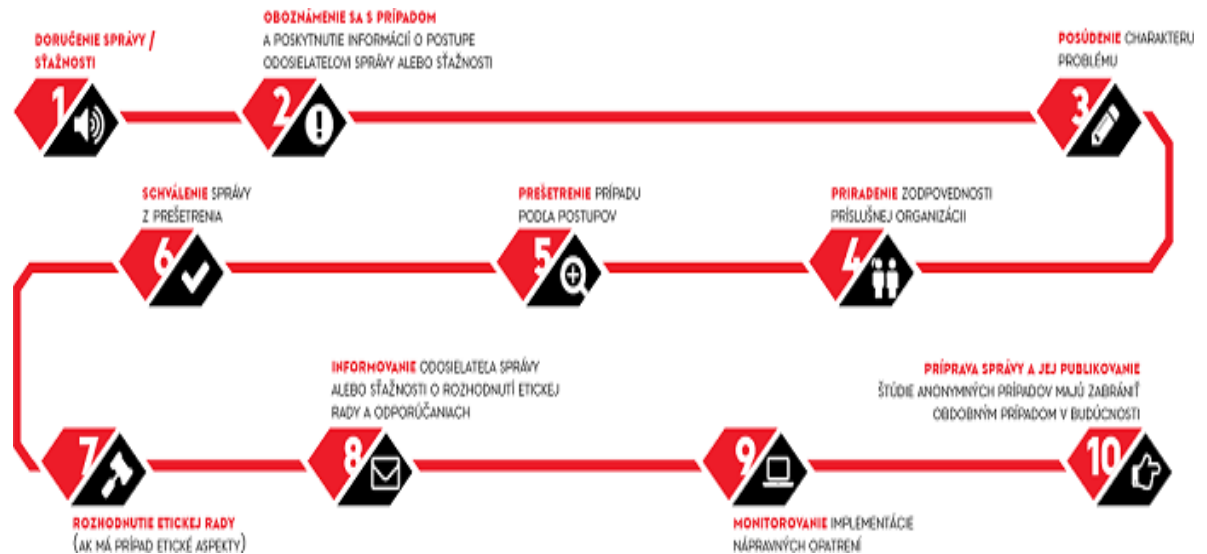 1
DORUČENIE SPRÁVY /
SŤAŽNOSTI
2
OBOZNÁMENIE SA S PRÍPADOM
A POSKYTNUTIE INFORMÁCIÍ O POSTUPE
ODOSIELATEĽOVI SPRÁVY ALEBO SŤAŽNOSTI
3
POSÚDENIE CHARAKTERU
PROBLÉMU
4
PRIRADENIE ZODPOVEDNOSTI
PRÍSLUŠNEJ ORGANIZÁCII
5
PREŠETRENIE PRÍPADU
PODĽA POSTUPOV
6
SCHVÁLENIE SPRÁVY
Z PREŠETRENIA
7
ROZHODNUTIE ETICKEJ RADY
(AK MÁ PRÍPAD ETICKÉ ASPEKTY)
8
INFORMOVANIE ODOSIELATEĽA SPRÁVY
ALEBO SŤAŽNOSTI O ROZHODNUTÍ ETICKEJ
RADY A ODPORÚČANIACH
9
MONITOROVANIE IMPLEMENTÁCIE
NÁPRAVNÝCH OPATRENÍ
10
PRÍPRAVA SPRÁVY A JEJ PUBLIKOVANIE
ŠTÚDIE ANONYMNÝCH PRÍPADOV MAJÚ ZABRÁNIŤ
OBDOBNÝM PRÍPADOM V BUDÚCNOSTI